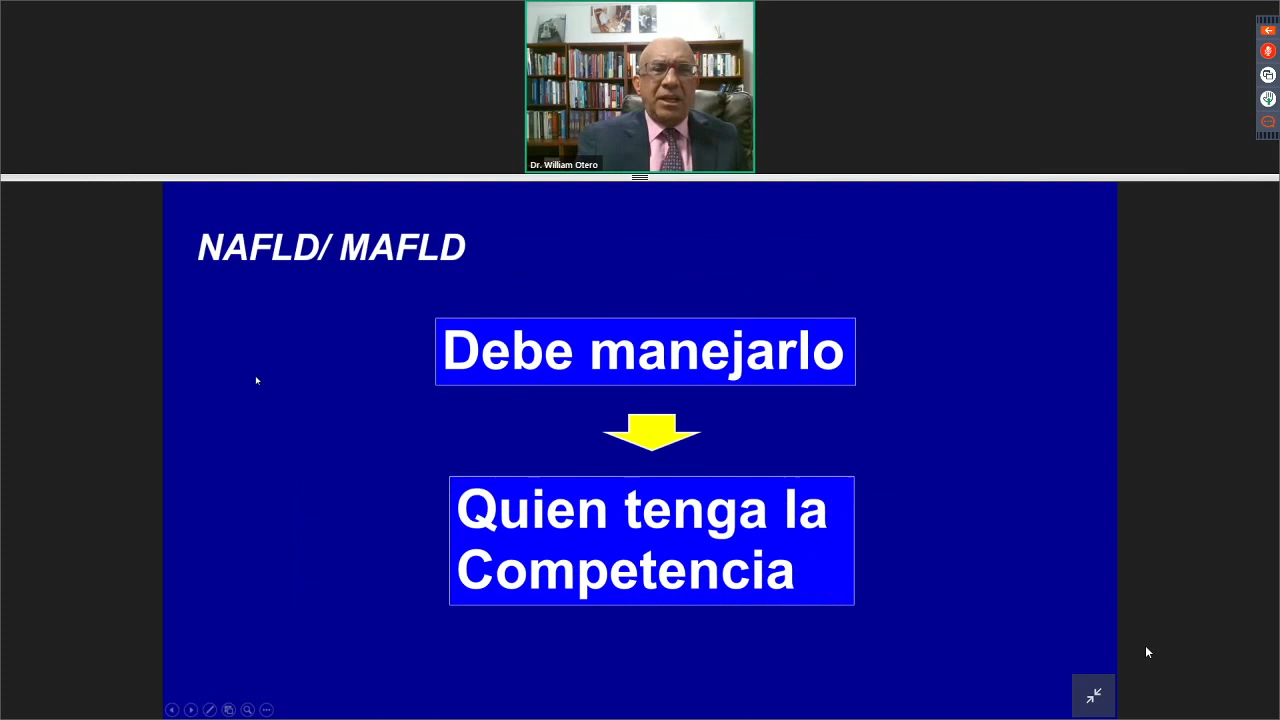 Dr. William Otero
NAFLD/ MAFLD
Debe manejarlo
Quien tenga la
Competencia